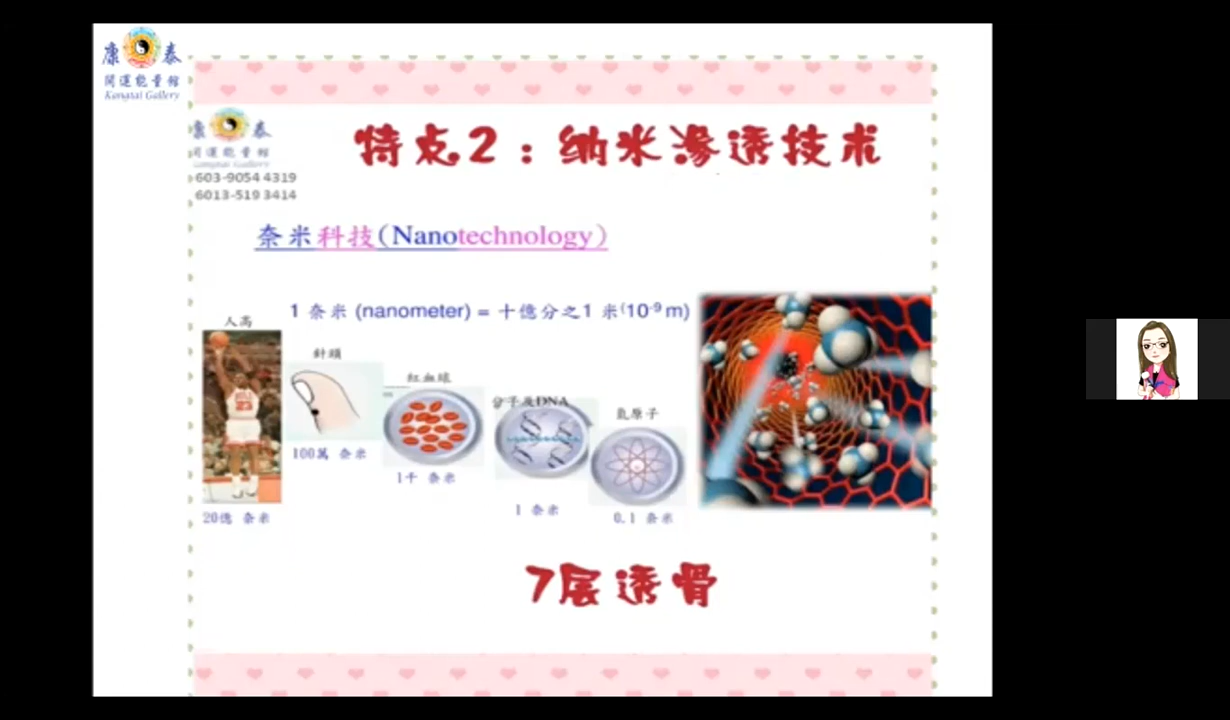 康泰
開運能量館
Kangtai Gallery
康泰
開運能量館
Kangtai Gallery
603-9054 4319
6013-519 3414
特点2：纳米渗透技术
奈米科技(Nanotechnology)
1 奈米 (nanometer) = 十億分之1 米(10-9 m)
人高
針頭
紅血球
分子及DNA
氫原子
20億 奈米
100萬 奈米
1千 奈米
1 奈米
0.1 奈米
7层透骨